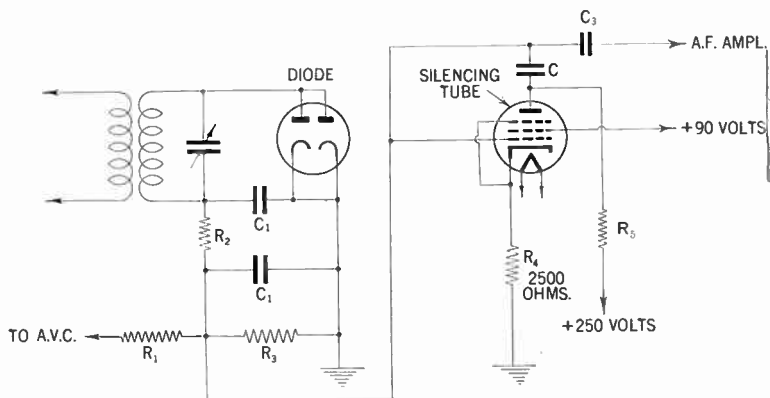 C3
A.F. AMPL.
DIODE
SILENCING
TUBE
C
+90 VOLTS
C1
R2
R5
C1
R4
2500
OHMS.
+250 VOLTS
TO A.V.C.
R1
R3